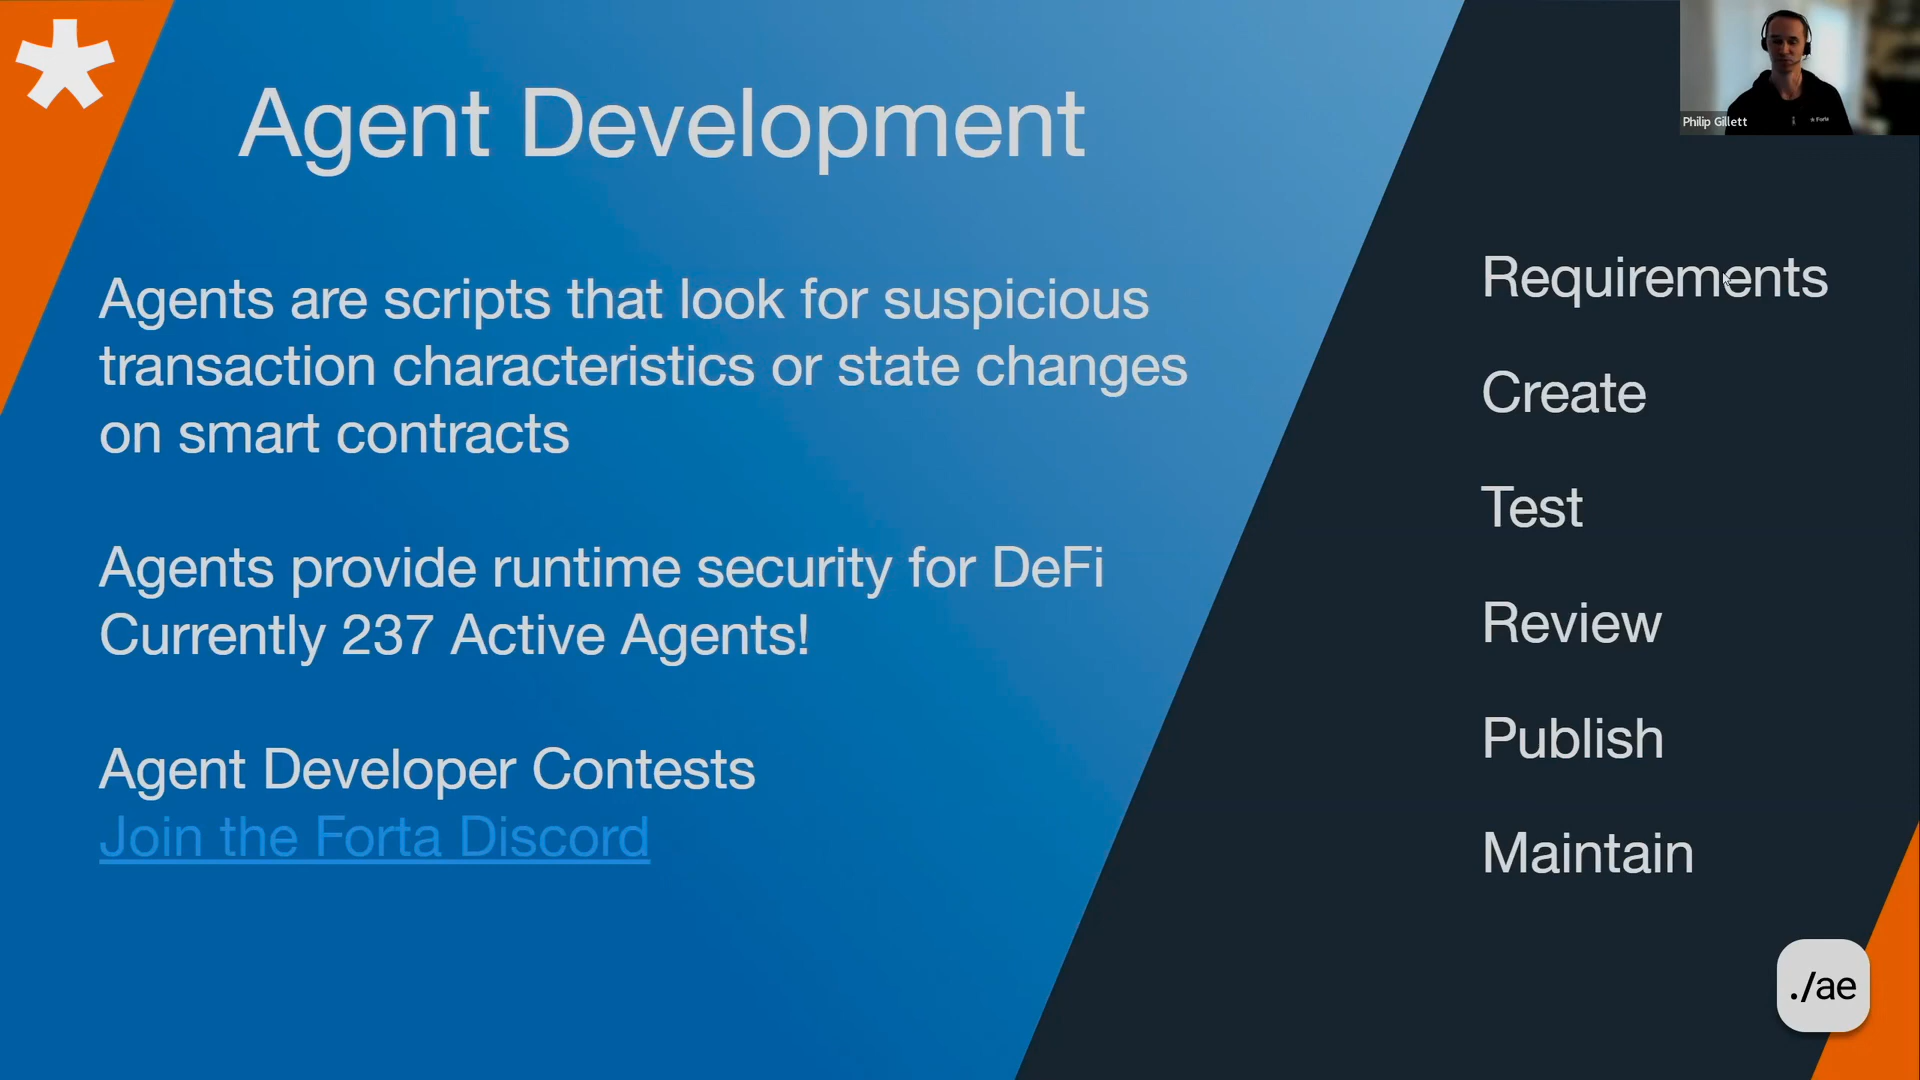 Agent Development
Agents are scripts that look for suspicious
transaction characteristics or state changes
on smart contracts
Agents provide runtime security for DeFi
Currently 237 Active Agents!
Agent Developer Contests
Join the Forta Discord
Philip Gillett
Requirements
Create
Test
Review
Publish
Maintain
./ae